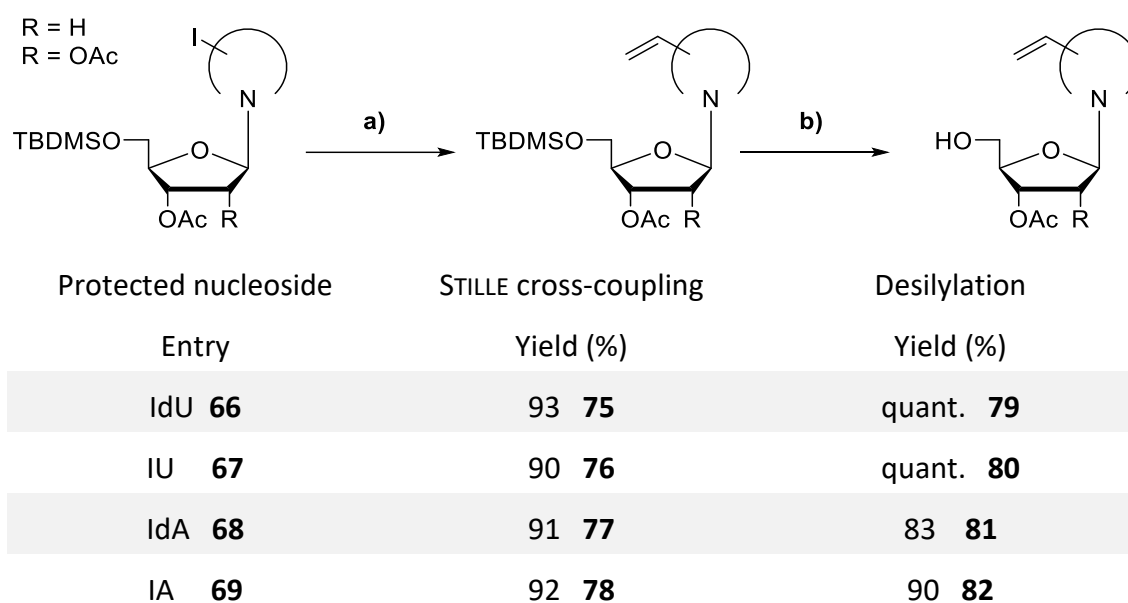 R = H
R = OAc
I
N
N
N
TBDMSO
O
a)
TBDMSO
O
b)
HO
O
OAc R
OAc R
OAc R
Protected nucleoside STILLE cross-coupling Desilylation
Entry Yield (%) Yield (%)
IdU 66 93 75 quant. 79
IU 67 90 76 quant. 80
IdA 68 91 77 83 81
IA 69 92 78 90 82